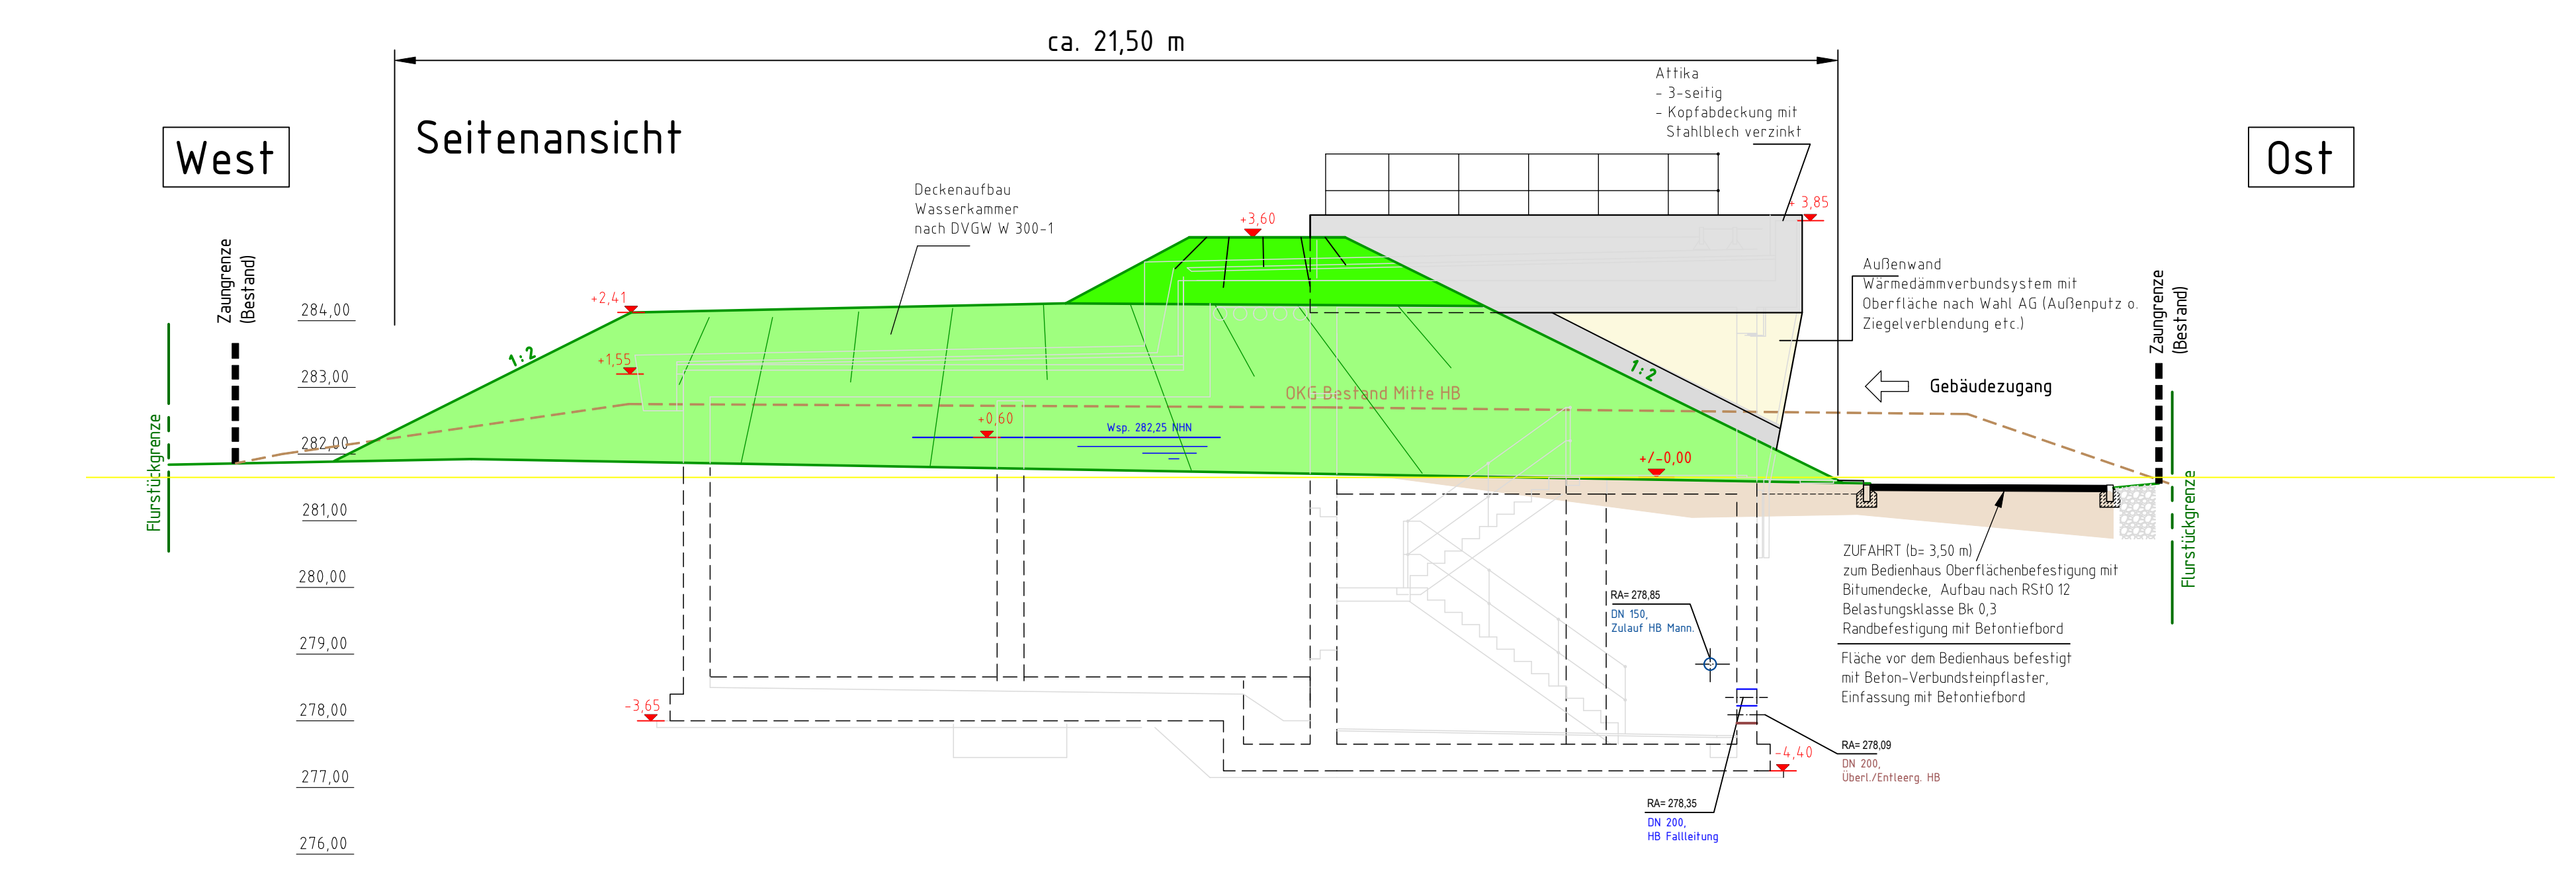 ca. 21,50 m
Seitenansicht
West
Ost
Attika
- 3-seitig
- Kopfabdeckung mit
Stahlblech verzinkt
Deckenaufbau
Wasserkammer
nach DVGW W 300-1
+3,60
+ 3,85
+2,41
+1,55
+0,60
+/-0,00
-3,65
-4,40
1:2
1:2
Zaungrenze
(Bestand)
Flurstückgrenze
Zaungrenze
(Bestand)
Flurstückgrenze
284,00
283,00
282,00
281,00
280,00
279,00
278,00
277,00
276,00
Außenwand
Wärmedämmverbundsystem mit
Oberfläche nach Wahl AG (Außenputz o.
Ziegelverblendung etc.)
Gebäudezugang
OKG Bestand Mitte HB
Wsp. 282,25 NHN
ZUFAHRT (b= 3,50 m)
zum Bedienhaus Oberflächenbefestigung mit
Bitumendecke, Aufbau nach RStO 12
Belastungsklasse Bk 0,3
Randbefestigung mit Betontiefbord
Fläche vor dem Bedienhaus befestigt
mit Beton-Verbundsteinpflaster,
Einfassung mit Betontiefbord
RA= 278,85
DN 150,
Zulauf HB Mann.
RA= 278,09
DN 200,
Überl./Entleerg. HB
RA= 278,35
DN 200,
HB Fallleitung